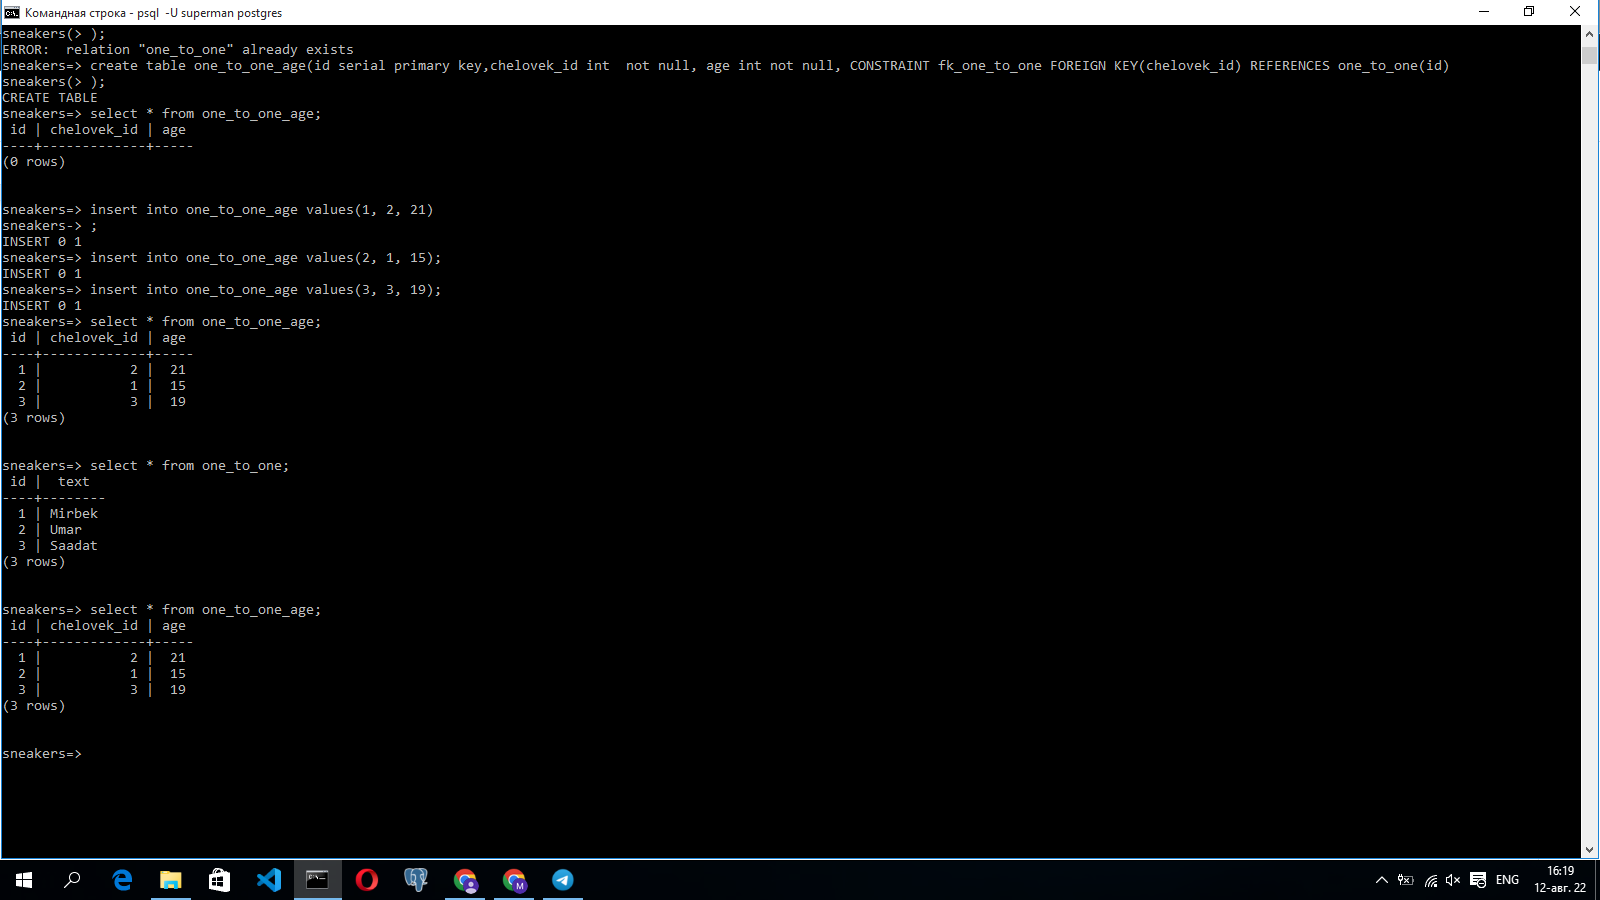 Командная строка - psql  -U superman postgres
sneakers(> );
ERROR:  relation "one_to_one" already exists
sneakers=> create table one_to_one_age(id serial primary key,chelovek_id int  not null, age int not null, CONSTRAINT fk_one_to_one FOREIGN KEY(chelovek_id) REFERENCES one_to_one(id)
sneakers(> );
CREATE TABLE
sneakers=> select * from one_to_one_age;
 id | chelovek_id | age
----+-------------+-----
(0 rows)
sneakers=> insert into one_to_one_age values(1, 2, 21)
sneakers-> ;
INSERT 0 1
sneakers=> insert into one_to_one_age values(2, 1, 15);
INSERT 0 1
sneakers=> insert into one_to_one_age values(3, 3, 19);
INSERT 0 1
sneakers=> select * from one_to_one_age;
 id | chelovek_id | age
----+-------------+-----
  1 |           2 |  21
  2 |           1 |  15
  3 |           3 |  19
(3 rows)
sneakers=> select * from one_to_one;
 id |  text
----+--------
  1 | Mirbek
  2 | Umar
  3 | Saadat
(3 rows)
sneakers=> select * from one_to_one_age;
 id | chelovek_id | age
----+-------------+-----
  1 |           2 |  21
  2 |           1 |  15
  3 |           3 |  19
(3 rows)
sneakers=>
M
ENG
16:19
12-авг. 22